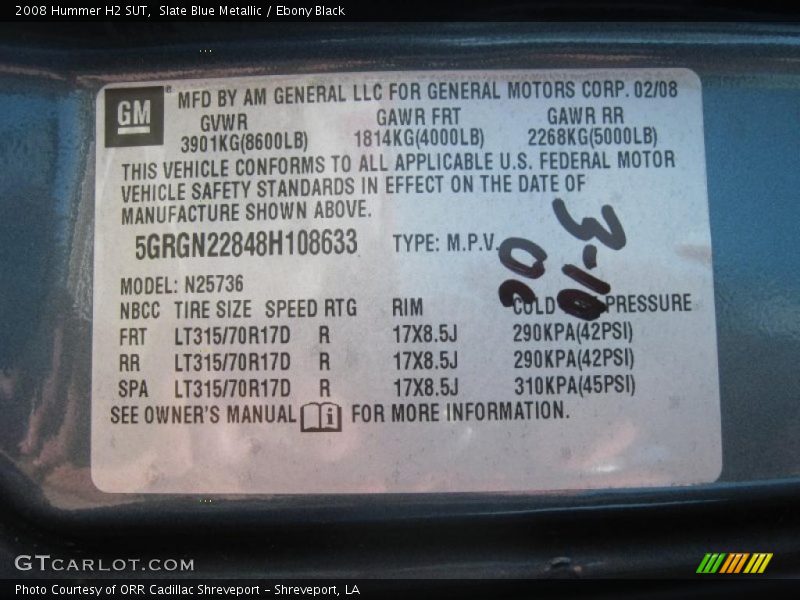 2008 Hummer H2 SUT,  Slate Blue Metallic / Ebony Black
GM ® MFD BY AM GENERAL LLC FOR GENERAL MOTORS CORP. 02/08
GVWR GAWR FRT GAWR RR
3901KG(8600LB) 1814KG(4000LB) 2268KG(5000LB)
THIS VEHICLE CONFORMS TO ALL APPLICABLE U.S. FEDERAL MOTOR
VEHICLE SAFETY STANDARDS IN EFFECT ON THE DATE OF
MANUFACTURE SHOWN ABOVE.
5GRGN22848H108633 TYPE: M.P.V.
3-10
MODEL: N25736
NBCC TIRE SIZE SPEED RTG RIM COLD PRESSURE
FRT LT315/70R17D R 17X8.5J 290KPA(42PSI)
RR LT315/70R17D R 17X8.5J 290KPA(42PSI)
SPA LT315/70R17D R 17X8.5J 310KPA(45PSI)
SEE OWNER'S MANUAL i FOR MORE INFORMATION.
GTCARLOT.COM
Photo Courtesy of ORR Cadillac Shreveport – Shreveport, LA